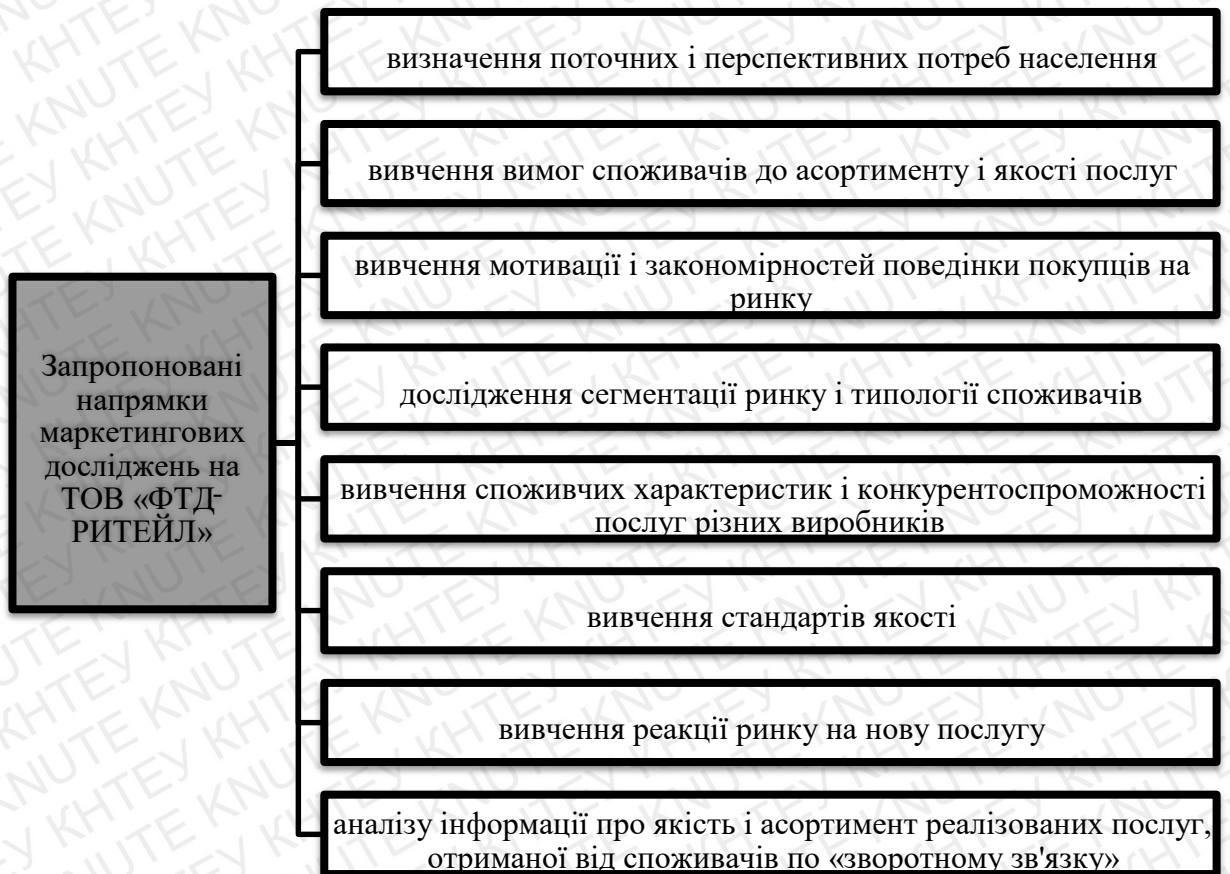 визначення поточних і перспективних потреб населення
вивчення вимог споживачів до асортименту і якості послуг
вивчення мотивації і закономірностей поведінки покупців на
ринку
дослідження сегментації ринку і типології споживачів
Запропоновані
напрямки
маркетингових
досліджень на
ТОВ «ФТД-
РИТЕЙЛ»
вивчення споживчих характеристик і конкурентоспроможності
послуг різних виробників
вивчення стандартів якості
вивчення реакції ринку на нову послугу
аналізу інформації про якість і асортимент реалізованих послуг,
отриманої від споживачів по «зворотному зв'язку»